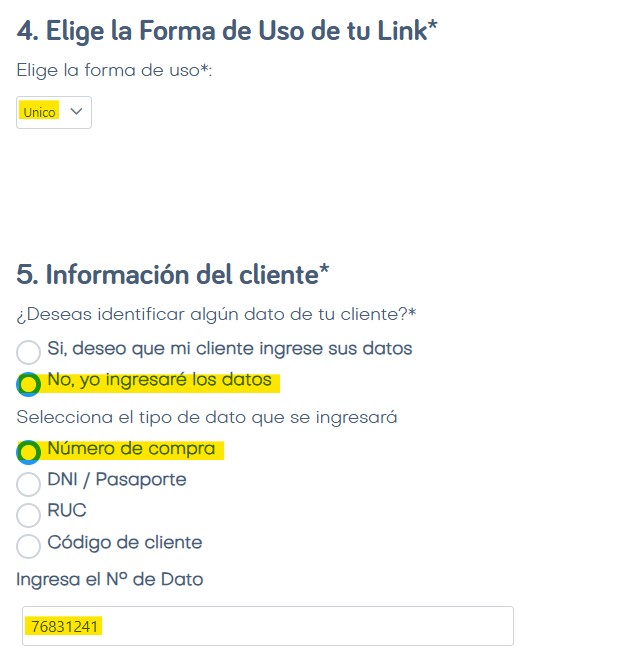 4. Elige la Forma de Uso de tu Link*
Elige la forma de uso*:
Unico
5. Información del cliente*
¿Deseas identificar algún dato de tu cliente?*
Si, deseo que mi cliente ingrese sus datos
No, yo ingresaré los datos
Selecciona el tipo de dato que se ingresará
Número de compra
DNI / Pasaporte
RUC
Código de cliente
Ingresa el Nº de Dato
76831241